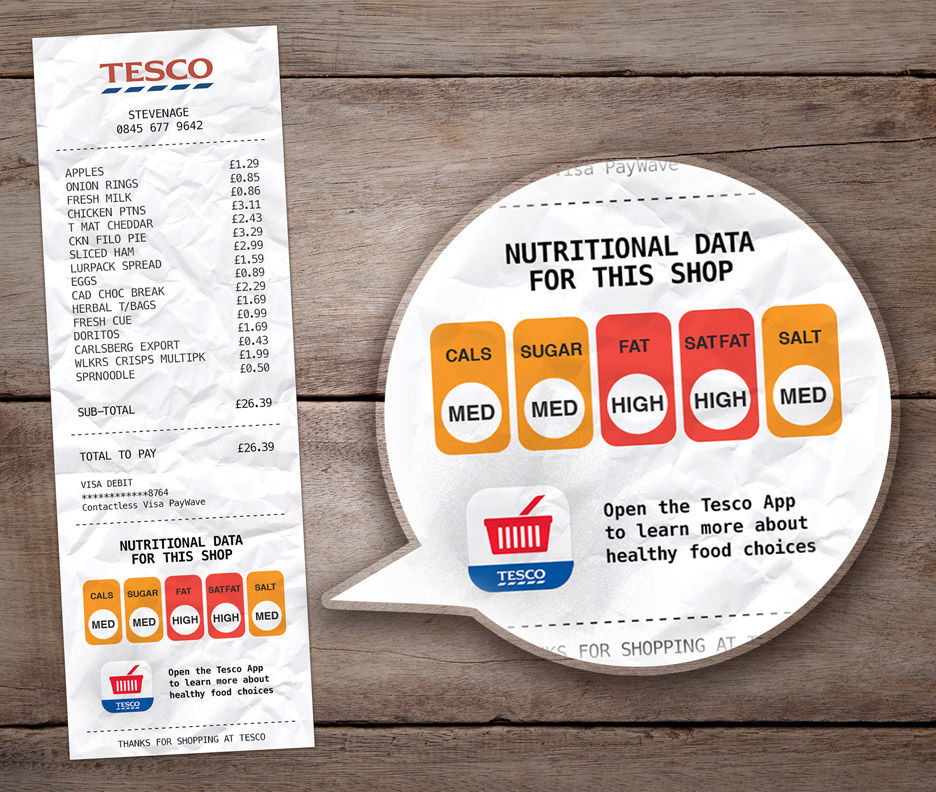 TESCO
STEVENAGE
0845 677 9642
APPLES £1.29
ONION RINGS £0.85
FRESH MILK £0.86
CHICKEN PTNS £3.11
T MAT CHEDDAR £2.43
CKN FILO PIE £3.29
SLICED HAM £2.99
LURPACK SPREAD £1.59
EGGS £0.89
CAD CHOC BREAK £2.29
HERBAL T/BAGS £1.69
FRESH CUE £0.99
DORITOS £1.69
CARLSBERG EXPORT £0.43
WLKRS CRISPS MULTIPK £1.99
SPRNOODLE £0.50
SUB-TOTAL £26.39
TOTAL TO PAY £26.39
VISA DEBIT
************8764
Contactless Visa PayWave
NUTRITIONAL DATA
FOR THIS SHOP
CALS SUGAR FAT SATFAT SALT
MED MED HIGH HIGH MED
TESCO
Open the Tesco App
to learn more about
healthy food choices
THANKS FOR SHOPPING AT TESCO
Visa PayWave
NUTRITIONAL DATA
FOR THIS SHOP
CALS SUGAR FAT SATFAT SALT
MED MED HIGH HIGH MED
TESCO
Open the Tesco App
to learn more about
healthy food choices
KS FOR SHOPPING AT T